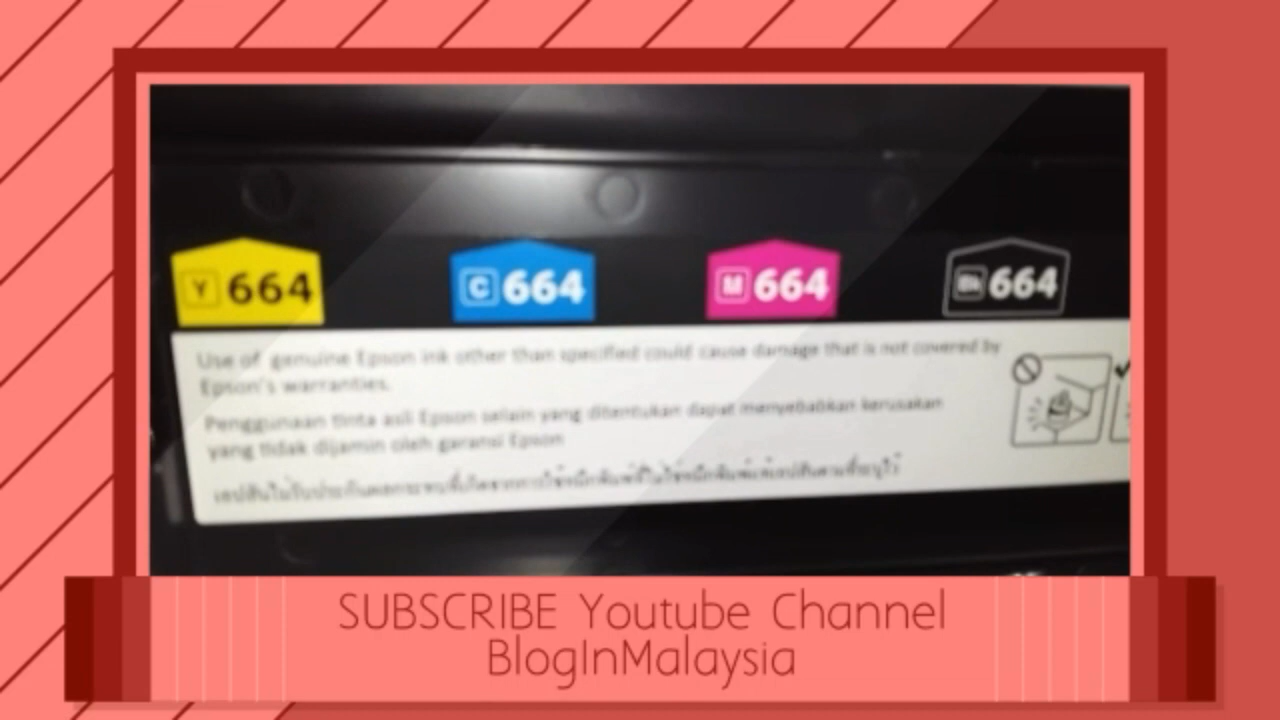 Y 664
C 664
M 664
Bk 664
Use of genuine Epson ink other than specified could cause damage that is not covered by
Epson's warranties.
Penggunaan tinta asli Epson selain yang ditentukan dapat menyebabkan kerusakan
yang tidak dijamin oleh garansi Epson
SUBSCRIBE Youtube Channel
BlogInMalaysia